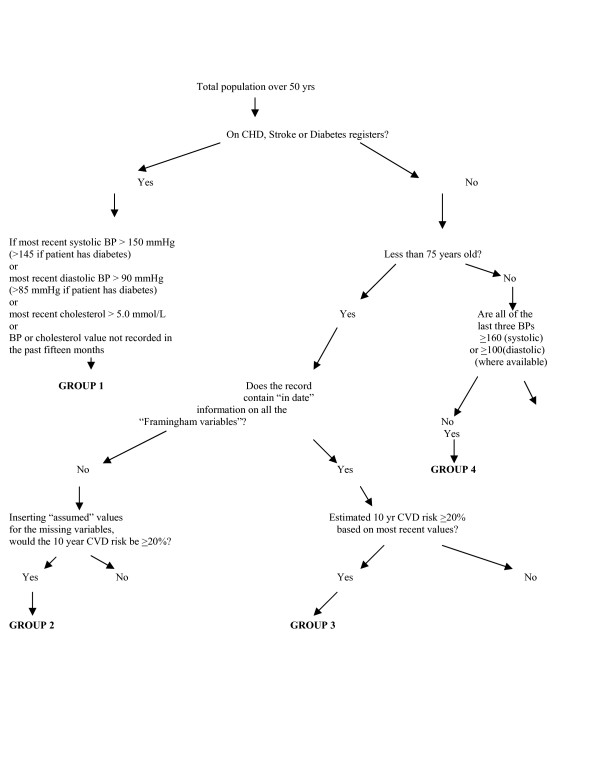 Total population over 50 yrs
On CHD, Stroke or Diabetes registers?
Yes
No
If most recent systolic BP > 150 mmHg
(>145 if patient has diabetes)
or
most recent diastolic BP > 90 mmHg
(>85 mmHg if patient has diabetes)
or
most recent cholesterol > 5.0 mmol/L
or
BP or cholesterol value not recorded in
the past fifteen months
GROUP 1
Less than 75 years old?
Yes
No
Are all of the
last three BPs
≥160 (systolic)
or ≥100(diastolic)
(where available)
No
Yes
GROUP 4
Does the record
contain “in date”
information on all the
“Framingham variables”?
No
Yes
Inserting “assumed” values
for the missing variables,
would the 10 year CVD risk be ≥20%?
Yes
No
GROUP 2
Estimated 10 yr CVD risk ≥20%
based on most recent values?
Yes
No
GROUP 3